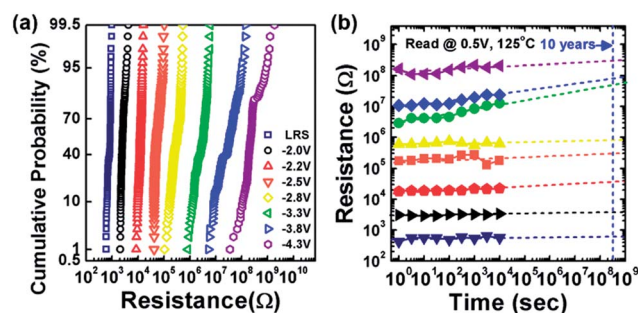 (a)
Cumulative Probability (%)
99.5
95
70
40
10
1
0.5
LRS
-2.0V
-2.2V
-2.5V
-2.8V
-3.3V
-3.8V
-4.3V
10² 10³ 10⁴ 10⁵ 10⁶ 10⁷ 10⁸ 10⁹ 10¹⁰
Resistance(Ω)
(b)
Resistance (Ω)
10⁹
10⁸
10⁷
10⁶
10⁵
10⁴
10³
10²
Read @ 0.5V, 125°C 10 years
10⁰ 10¹ 10² 10³ 10⁴ 10⁵ 10⁶ 10⁷ 10⁸ 10⁹
Time (sec)